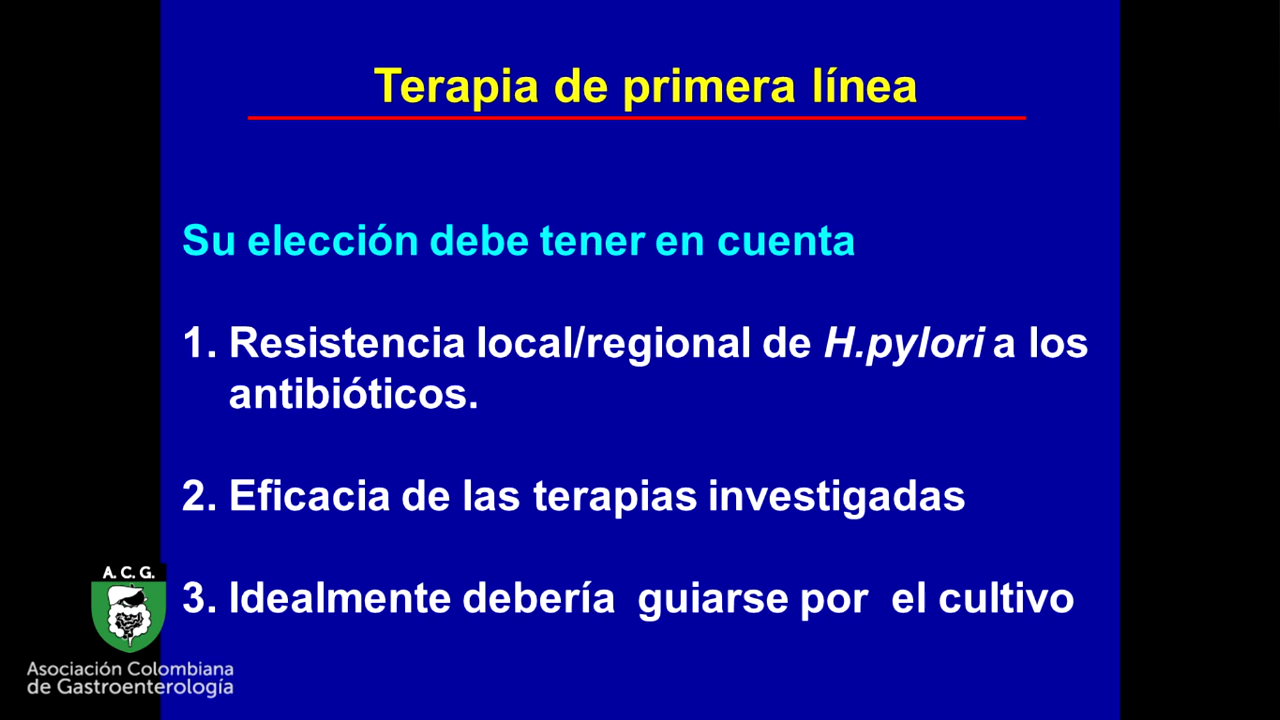 Terapia de primera línea
Su elección debe tener en cuenta
1. Resistencia local/regional de H.pylori a los
antibióticos.
2. Eficacia de las terapias investigadas
3. Idealmente debería  guiarse por  el cultivo
A. C. G.
Asociación Colombiana
de Gastroenterología